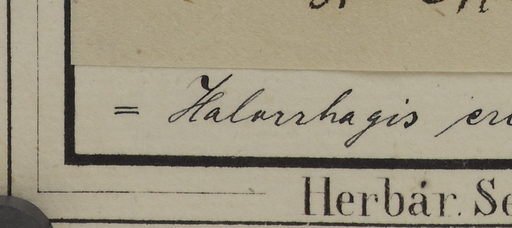 = Halorrhagis
Herbár.